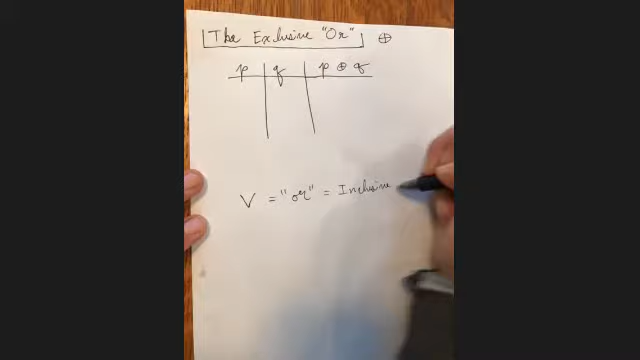 The Exclusive "Or" ⊕
p q p ⊕ q
V = "or" = Inclusive